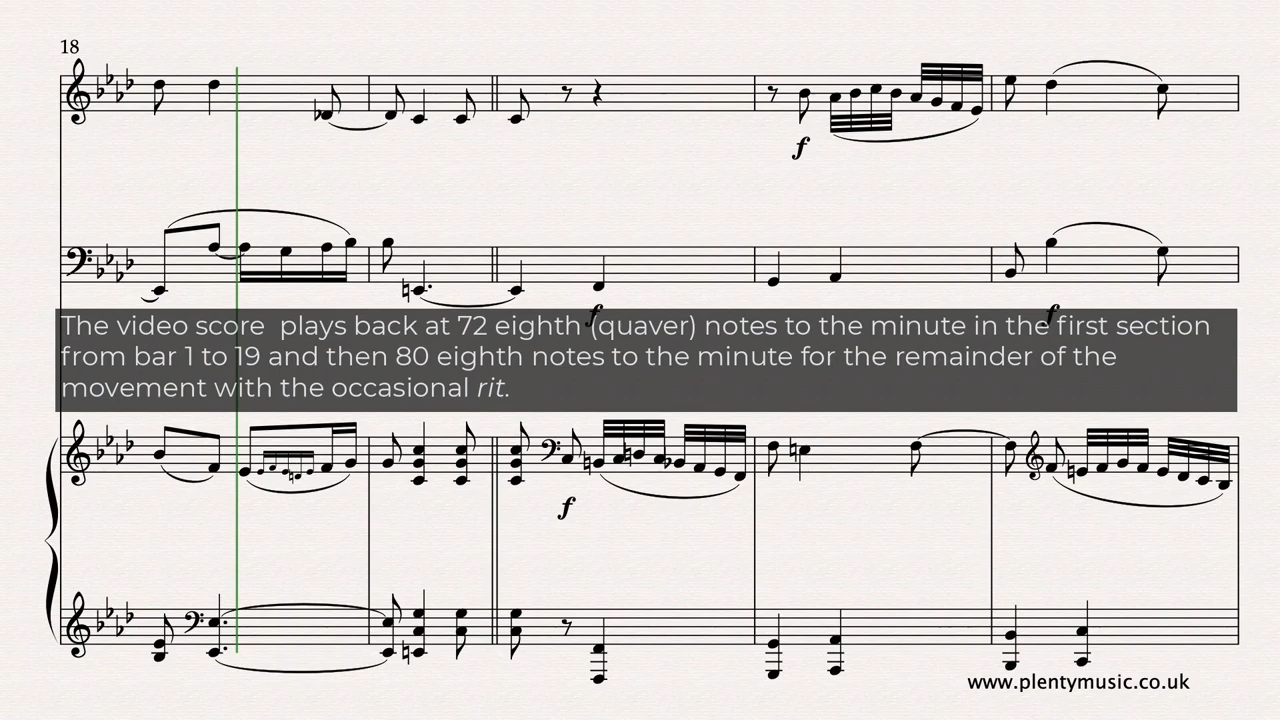 18
f
f
f
The video score  plays back at 72 eighth (quaver) notes to the minute in the first section
from bar 1 to 19 and then 80 eighth notes to the minute for the remainder of the
movement with the occasional rit.
f
www.plentymusic.co.uk